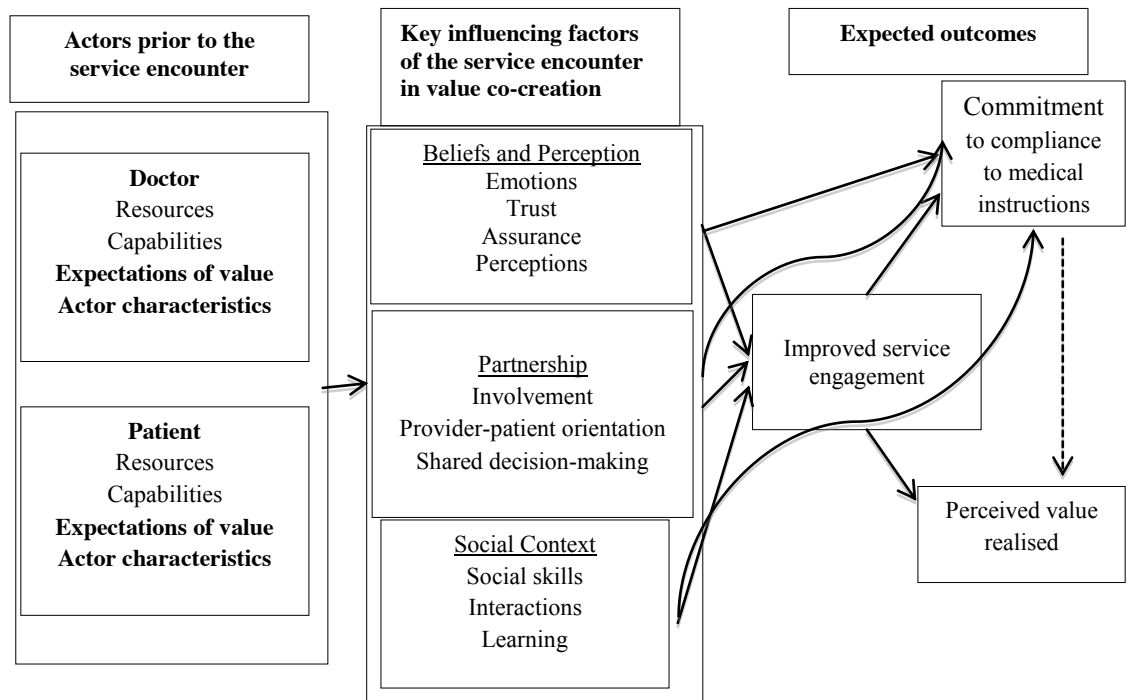 Actors prior to the
service encounter
Doctor
Resources
Capabilities
Expectations of value
Actor characteristics
Patient
Resources
Capabilities
Expectations of value
Actor characteristics
Key influencing factors
of the service encounter
in value co-creation
Beliefs and Perception
Emotions
Trust
Assurance
Perceptions
Partnership
Involvement
Provider-patient orientation
Shared decision-making
Social Context
Social skills
Interactions
Learning
Expected outcomes
Commitment
to compliance
to medical
instructions
Improved service
engagement
Perceived value
realised